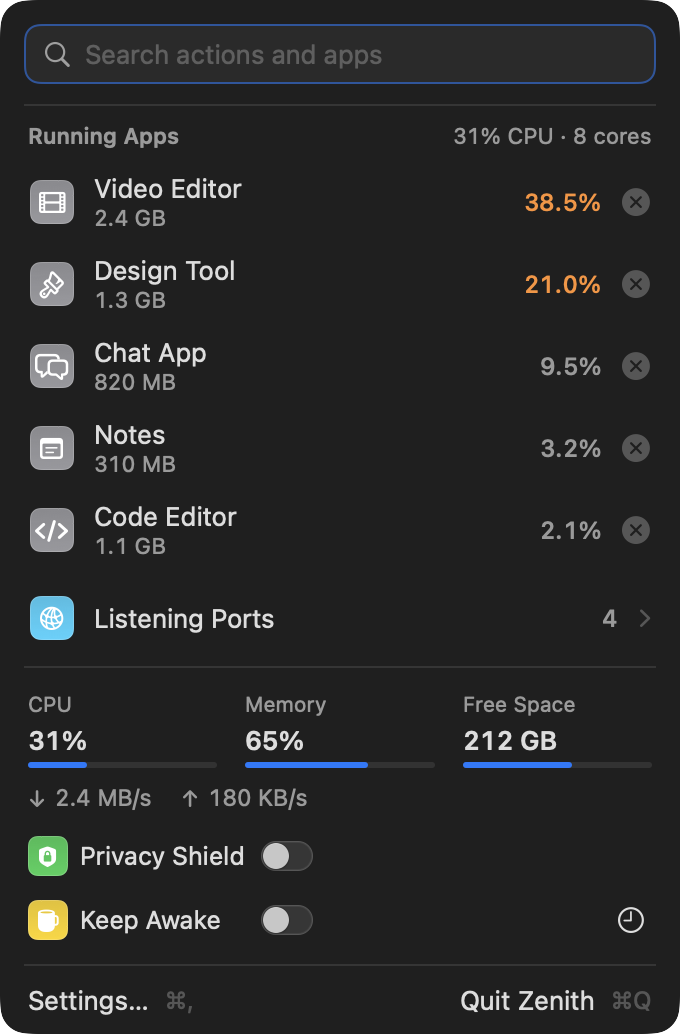 Search actions and apps
Running Apps 31% CPU · 8 cores
Video Editor
2.4 GB
38.5%
Design Tool
1.3 GB
21.0%
Chat App
820 MB
9.5%
Notes
310 MB
3.2%
Code Editor
1.1 GB
2.1%
Listening Ports 4
CPU Memory Free Space
31% 65% 212 GB
↓ 2.4 MB/s ↑ 180 KB/s
Privacy Shield
Keep Awake
Settings... ⌘, Quit Zenith ⌘Q